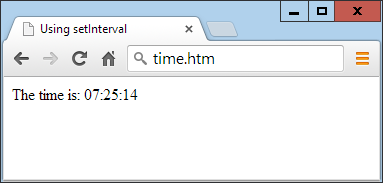 Using setInterval
time.htm
The time is: 07:25:14